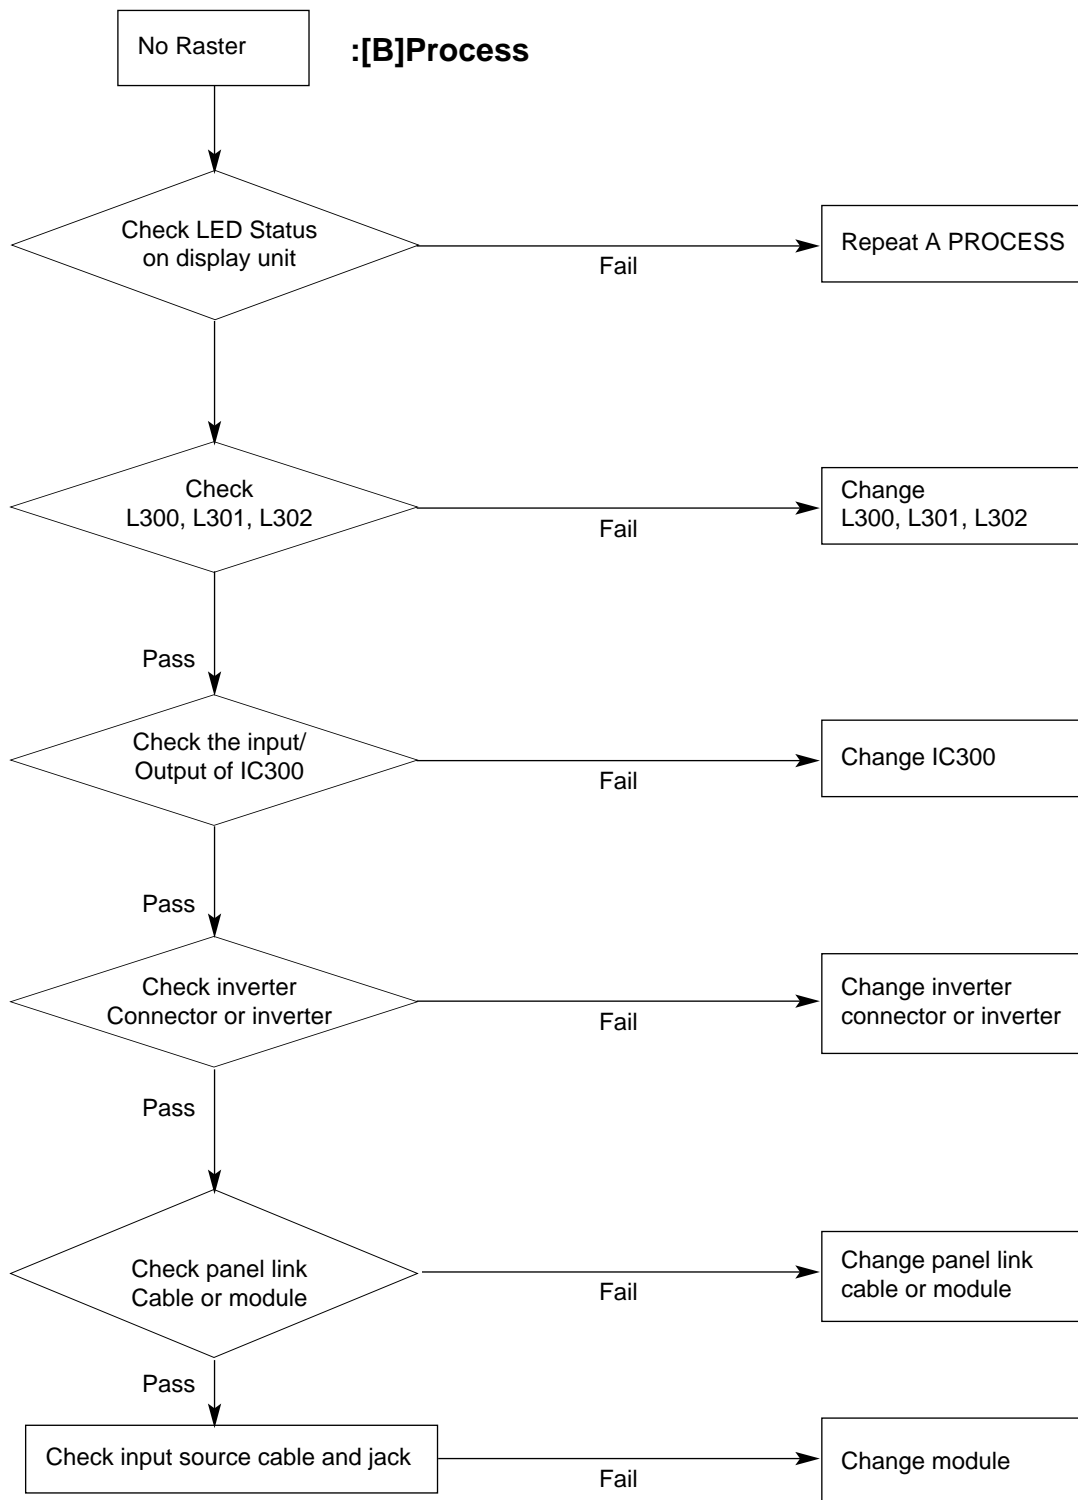 No Raster
:[B]Process
Check LED Status
on display unit
Fail
Repeat A PROCESS
Check
L300, L301, L302
Fail
Change
L300, L301, L302
Pass
Check the input/
Output of IC300
Fail
Change IC300
Pass
Check inverter
Connector or inverter
Fail
Change inverter
connector or inverter
Pass
Check panel link
Cable or module
Fail
Change panel link
cable or module
Pass
Check input source cable and jack
Fail
Change module